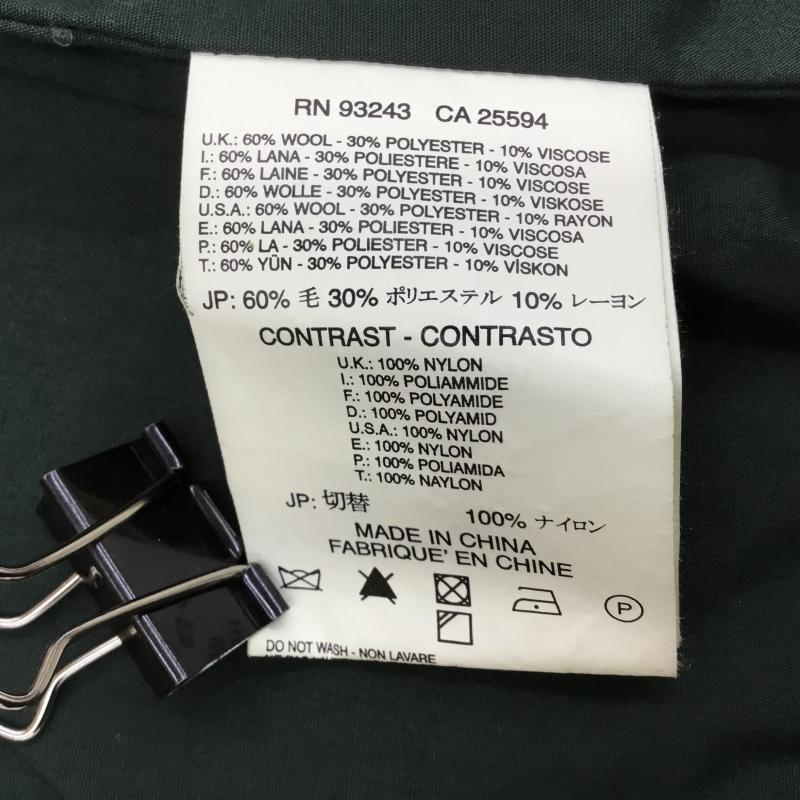 RN 93243 CA 25594
U.K.: 60% WOOL - 30% POLYESTER - 10% VISCOSE
I.: 60% LANA - 30% POLIESTERE - 10% VISCOSA
F.: 60% LAINE - 30% POLYESTER - 10% VISCOSE
D.: 60% WOLLE - 30% POLYESTER - 10% VISKOSE
U.S.A.: 60% WOOL - 30% POLYESTER - 10% RAYON
E.: 60% LANA - 30% POLYESTER - 10% VISCOSA
P.: 60% LA - 30% POLIESTER - 10% VISCOSE
T.: 60% YÜN - 30% POLYESTER - 10% VİSKON
JP: 60% 毛 30% ポリエステル 10% レーヨン
CONTRAST - CONTRASTO
U.K.: 100% NYLON
I.: 100% POLIAMMIDE
F.: 100% POLYAMIDE
D.: 100% POLYAMID
U.S.A.: 100% NYLON
E.: 100% NYLON
P.: 100% POLIAMIDA
T.: 100% NAYLON
JP: 切替 100% ナイロン
MADE IN CHINA
FABRIQUE' EN CHINE
P
DO NOT WASH - NON LAVARE